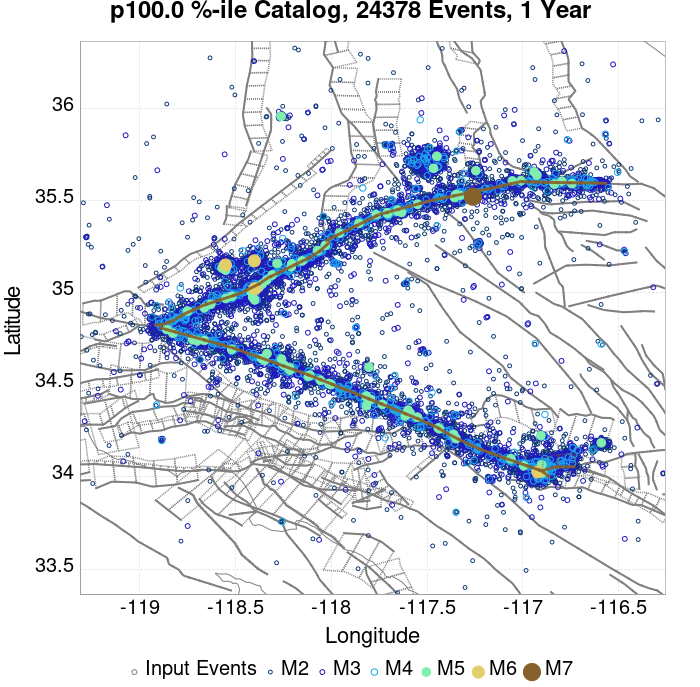 p100.0 %-ile Catalog, 24378 Events, 1 Year
36
35.5
35
34.5
34
33.5
Latitude
-119 -118.5 -118 -117.5 -117 -116.5
Longitude
Input Events M2 M3 M4 M5 M6 M7